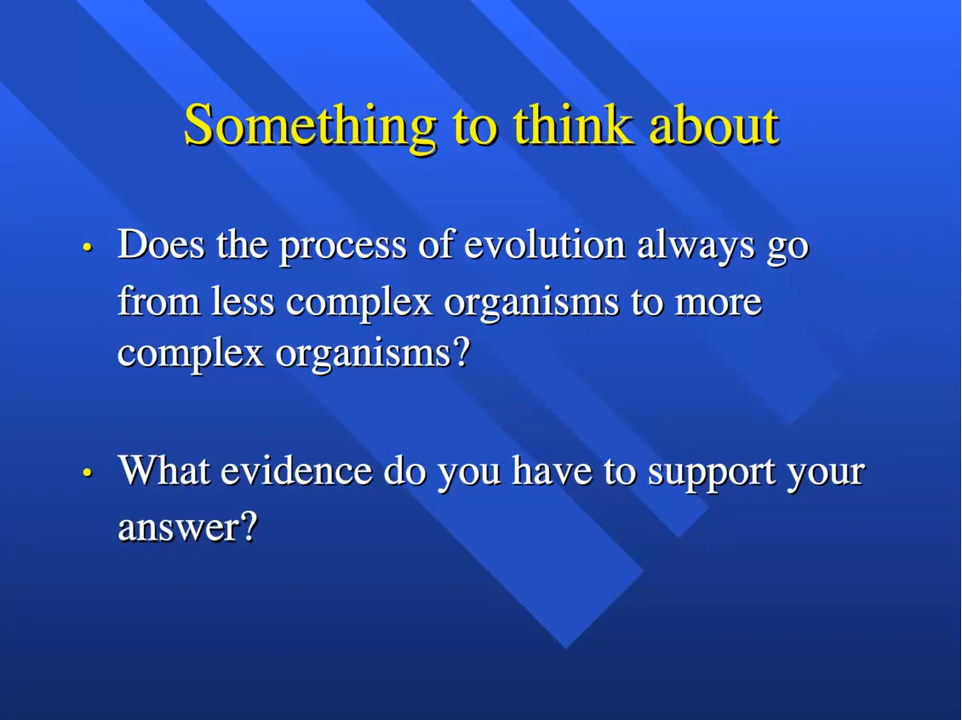 Something to think about
• Does the process of evolution always go
from less complex organisms to more
complex organisms?
• What evidence do you have to support your
answer?